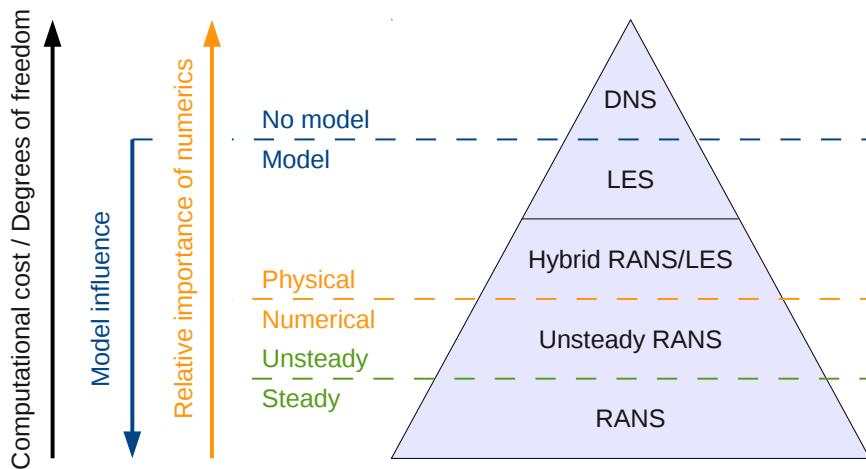 Computational cost / Degrees of freedom
Model influence
Relative importance of numerics
No model
Model
Physical
Numerical
Unsteady
Steady
DNS
LES
Hybrid RANS/LES
Unsteady RANS
RANS